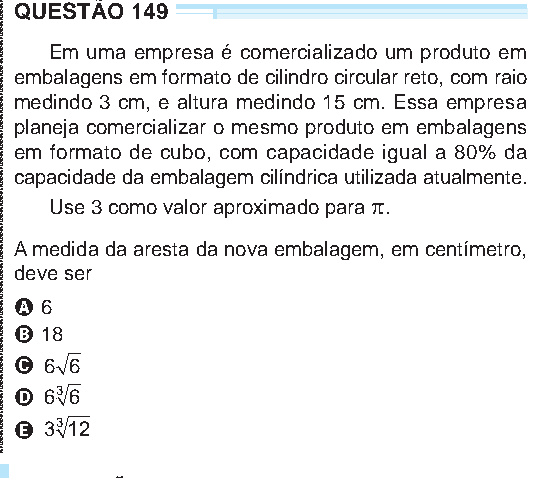 QUESTÃO 149
Em uma empresa é comercializado um produto em
embalagens em formato de cilindro circular reto, com raio
medindo 3 cm, e altura medindo 15 cm. Essa empresa
planeja comercializar o mesmo produto em embalagens
em formato de cubo, com capacidade igual a 80% da
capacidade da embalagem cilíndrica utilizada atualmente.
Use 3 como valor aproximado para π.
A medida da aresta da nova embalagem, em centímetro,
deve ser
A 6
B 18
C 6√6
D 6∛6
E 3∛12